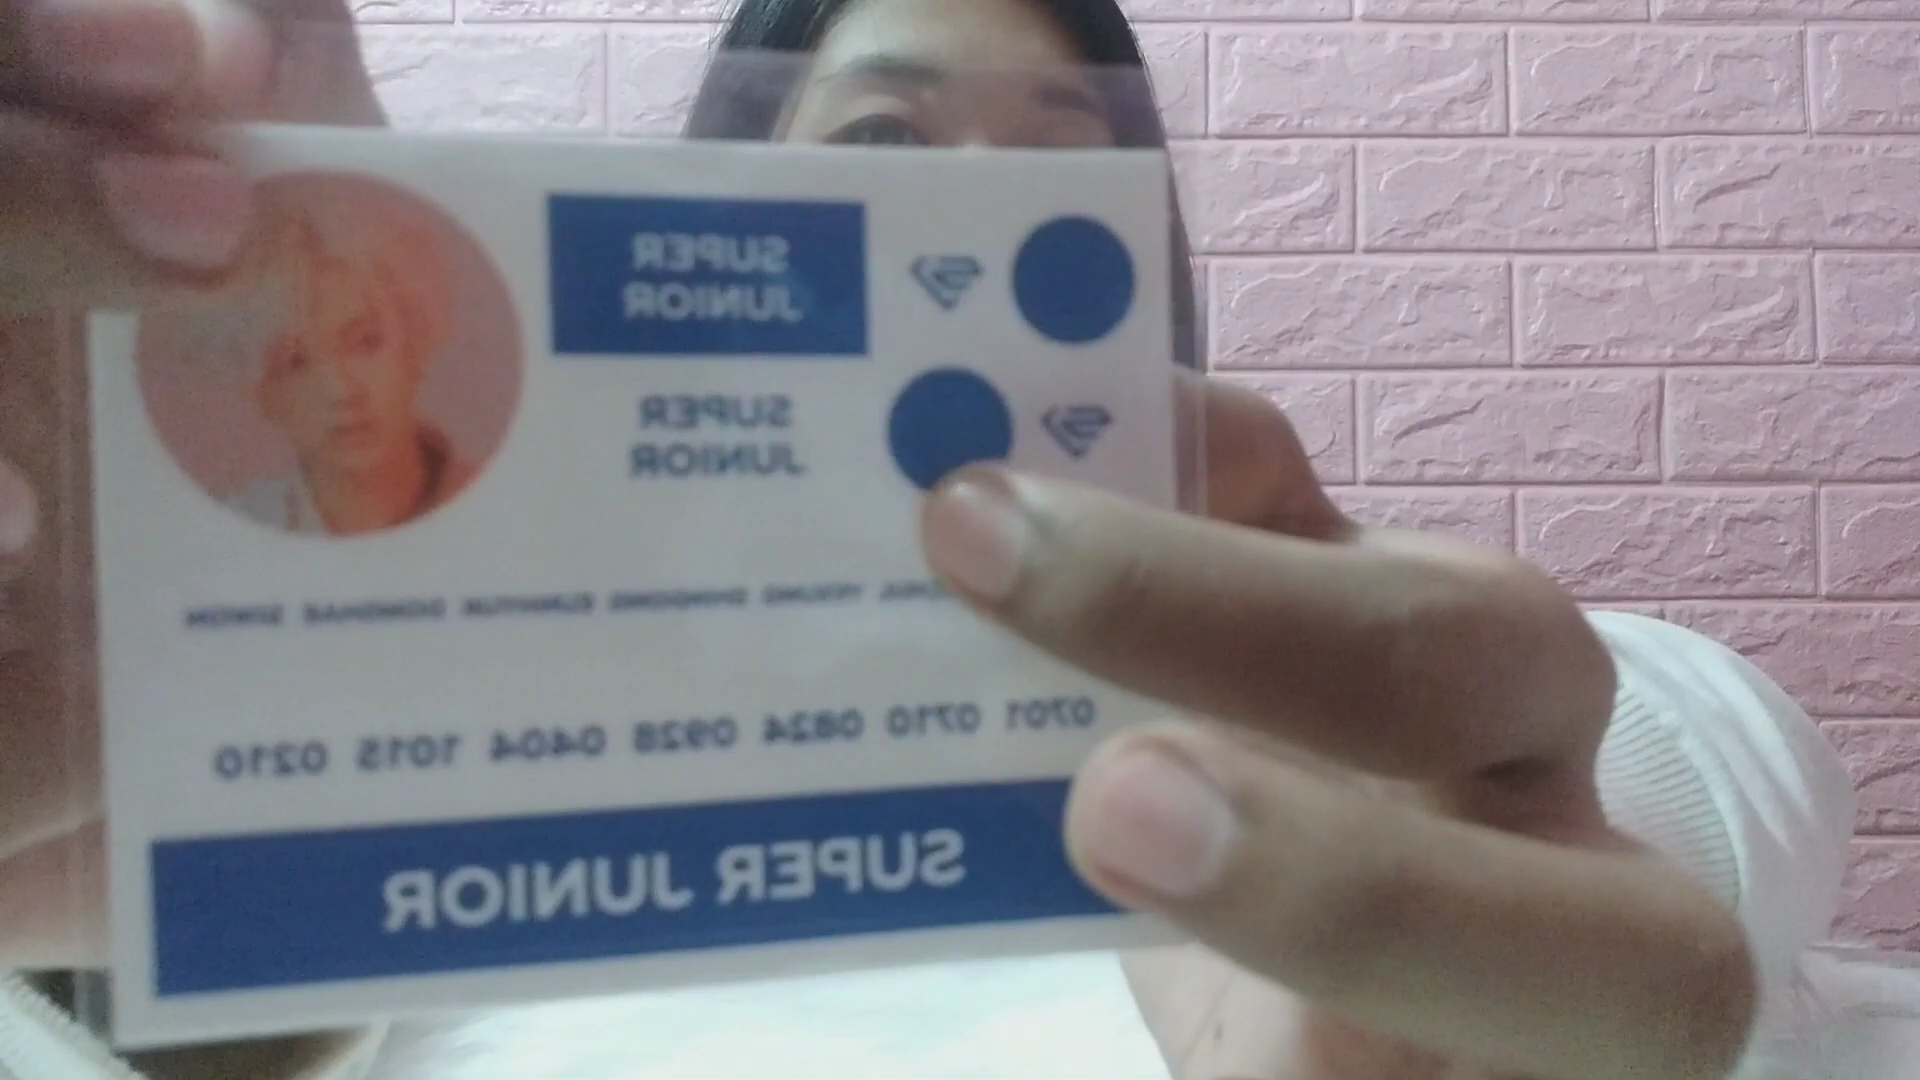 SUPER
JUNIOR
SUPER
JUNIOR
YESUNG SHINDONG EUNHYUK DONGHAE SIWON
0701 0710 0824 0928 0404 1015 0210
SUPER JUNIOR